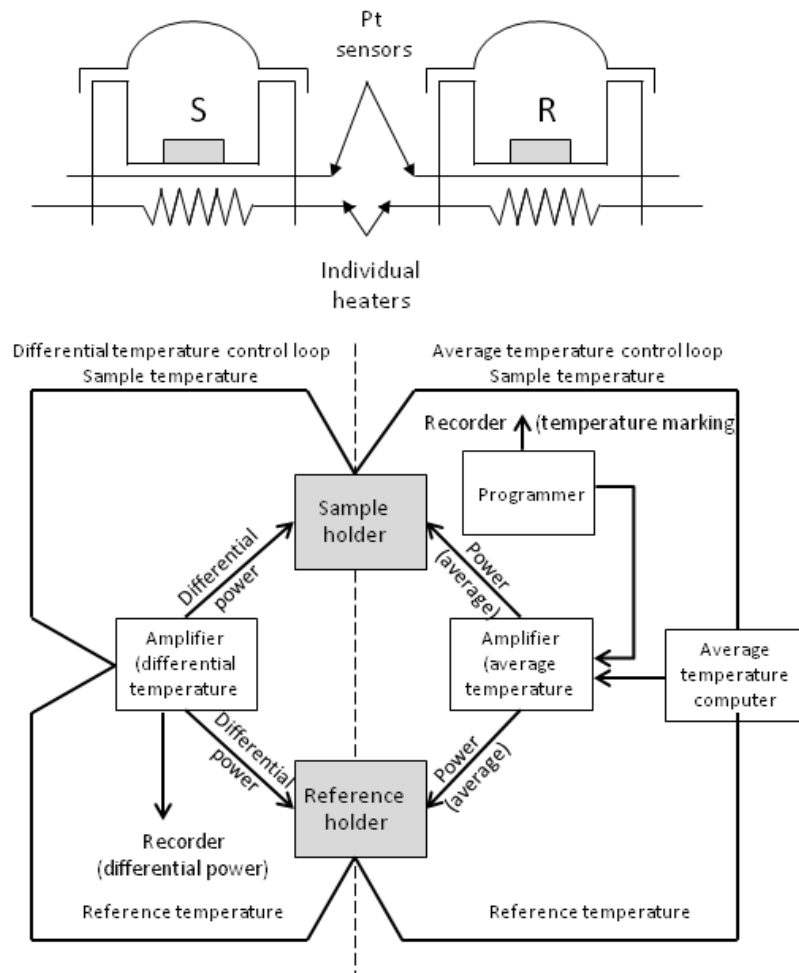 Pt
sensors
S
R
Individual
heaters
Differential temperature control loop
Sample temperature
Average temperature control loop
Sample temperature
Recorder (temperature marking
Programmer
Sample
holder
Differential
power
Power
(average)
Amplifier
(differential
temperature
Amplifier
(average
temperature
Average
temperature
computer
Differential
power
Power
(average)
Reference
holder
Recorder
(differential power)
Reference temperature
Reference temperature